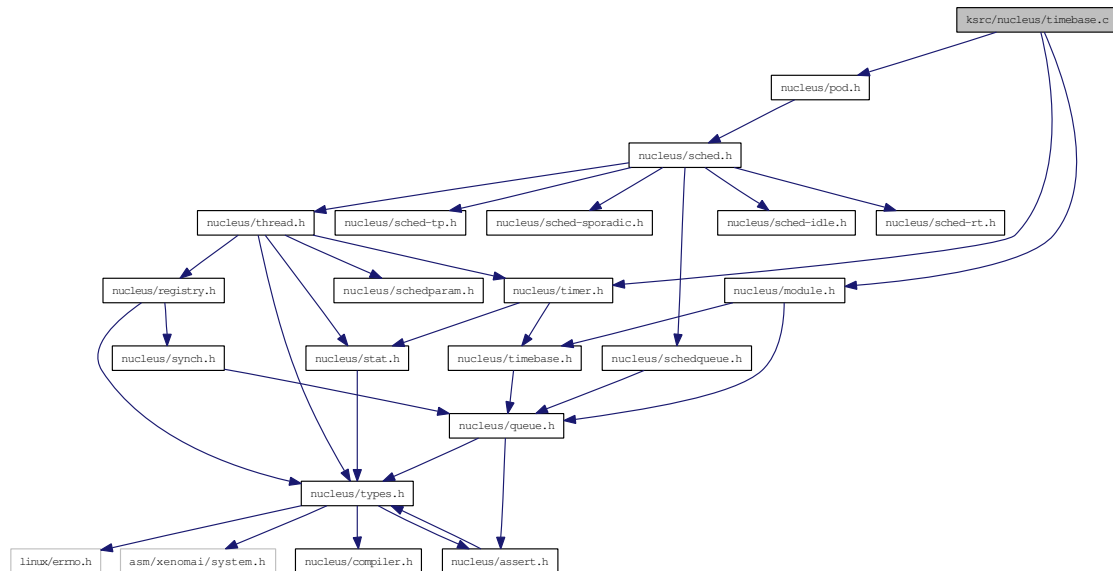 ksrc/nucleus/timebase.c
nucleus/pod.h
nucleus/sched.h
nucleus/thread.h
nucleus/sched-tp.h
nucleus/sched-sporadic.h
nucleus/sched-idle.h
nucleus/sched-rt.h
nucleus/registry.h
nucleus/schedparam.h
nucleus/timer.h
nucleus/module.h
nucleus/synch.h
nucleus/stat.h
nucleus/timebase.h
nucleus/schedqueue.h
nucleus/queue.h
nucleus/types.h
linux/errno.h
asm/xenomai/system.h
nucleus/compiler.h
nucleus/assert.h